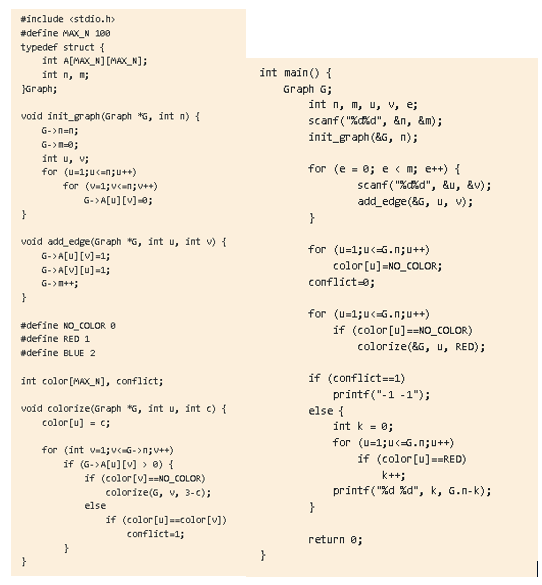 #include <stdio.h>
#define MAX_N 100
typedef struct {
    int A[MAX_N][MAX_N];
    int n, m;
}Graph;

void init_graph(Graph *G, int n) {
    G->n=n;
    G->m=0;
    int u, v;
    for (u=1;u<=n;u++)
        for (v=1;v<=n;v++)
            G->A[u][v]=0;
}

void add_edge(Graph *G, int u, int v) {
    G->A[u][v]=1;
    G->A[v][u]=1;
    G->m++;
}

#define NO_COLOR 0
#define RED 1
#define BLUE 2

int color[MAX_N], conflict;

void colorize(Graph *G, int u, int c) {
    color[u] = c;

    for (int v=1;v<=G->n;v++)
        if (G->A[u][v] > 0) {
            if (color[v]==NO_COLOR)
                colorize(G, v, 3-c);
            else
                if (color[u]==color[v])
                    conflict=1;
        }
}

int main() {
    Graph G;
        int n, m, u, v, e;
        scanf("%d%d", &n, &m);
        init_graph(&G, n);

        for (e = 0; e < m; e++) {
                scanf("%d%d", &u, &v);
                add_edge(&G, u, v);
        }

        for (u=1;u<=G.n;u++)
            color[u]=NO_COLOR;
        conflict=0;

        for (u=1;u<=G.n;u++)
            if (color[u]==NO_COLOR)
                colorize(&G, u, RED);

        if (conflict==1)
            printf("-1 -1");
        else {
            int k = 0;
            for (u=1;u<=G.n;u++)
                if (color[u]==RED)
                    k++;
            printf("%d %d", k, G.n-k);
        }

        return 0;
}